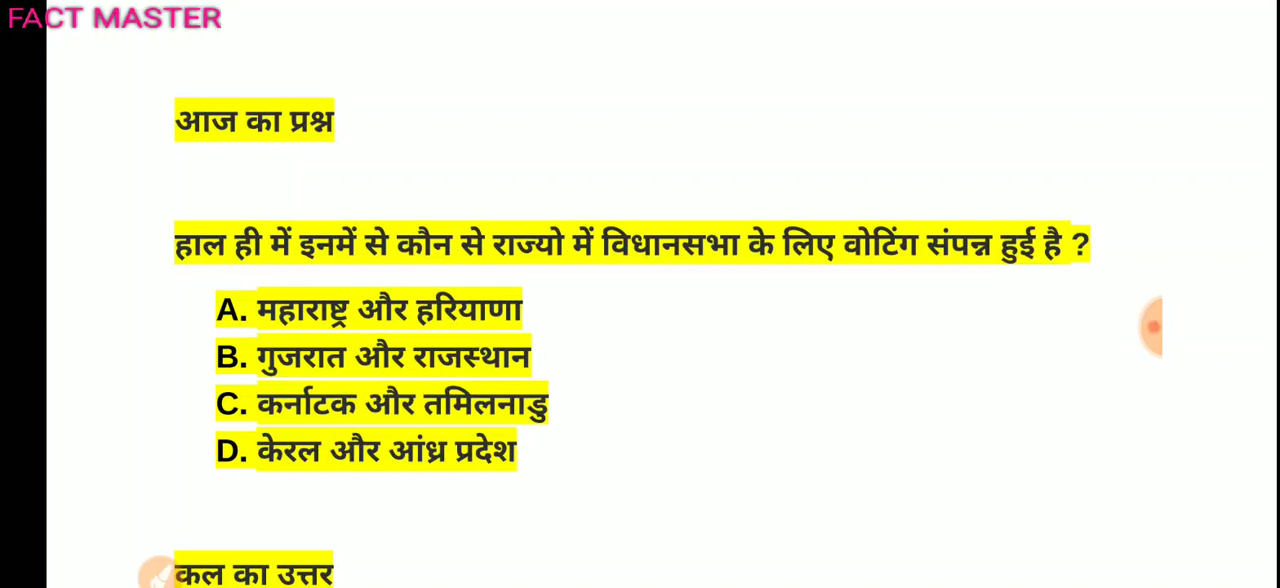 FACT MASTER
आज का प्रश्न
हाल ही में इनमें से कौन से राज्यो में विधानसभा के लिए वोटिंग संपन्न हुई है ?
A. महाराष्ट्र और हरियाणा
B. गुजरात और राजस्थान
C. कर्नाटक और तमिलनाडु
D. केरल और आंध्र प्रदेश
कल का उत्तर